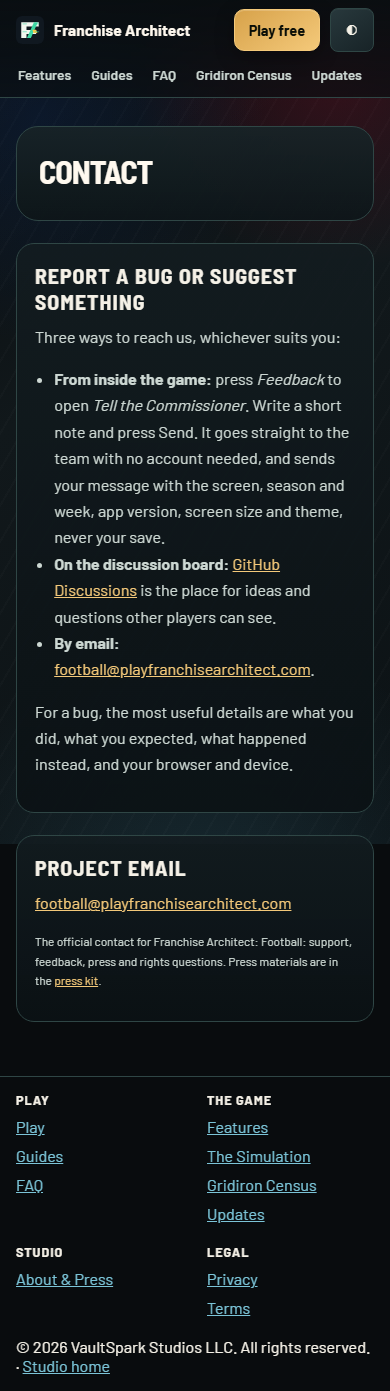 Franchise Architect
Play free
Features Guides FAQ Gridiron Census Updates
CONTACT
REPORT A BUG OR SUGGEST
SOMETHING
Three ways to reach us, whichever suits you:
• From inside the game: press Feedback to
open Tell the Commissioner. Write a short
note and press Send. It goes straight to the
team with no account needed, and sends
your message with the screen, season and
week, app version, screen size and theme,
never your save.
• On the discussion board: GitHub
Discussions is the place for ideas and
questions other players can see.
• By email:
football@playfranchisearchitect.com.
For a bug, the most useful details are what you
did, what you expected, what happened
instead, and your browser and device.
PROJECT EMAIL
football@playfranchisearchitect.com
The official contact for Franchise Architect: Football: support,
feedback, press and rights questions. Press materials are in
the press kit.
PLAY
Play
Guides
FAQ
THE GAME
Features
The Simulation
Gridiron Census
Updates
STUDIO
About & Press
LEGAL
Privacy
Terms
© 2026 VaultSpark Studios LLC. All rights reserved.
· Studio home